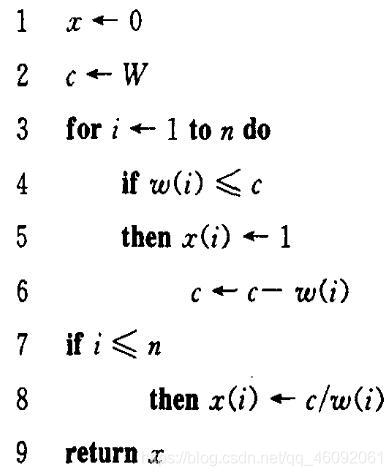 1 x ← 0
2 c ← W
3 for i ← 1 to n do
4 if w(i) ⩽ c
5 then x(i) ← 1
6 c ← c − w(i)
7 if i ⩽ n
8 then x(i) ← c/w(i)
9 return x
https://blog.csdn.net/qq_46092061